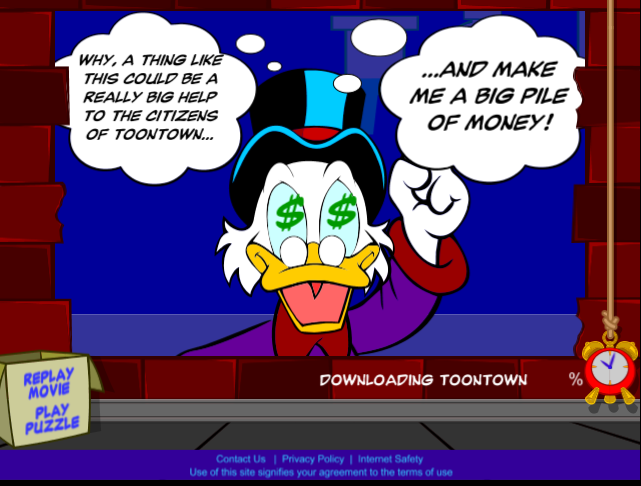 WHY, A THING LIKE
THIS COULD BE A
REALLY BIG HELP
TO THE CITIZENS
OF TOONTOWN...
...AND MAKE
ME A BIG PILE
OF MONEY!
$ $
DOWNLOADING TOONTOWN %
REPLAY
MOVIE
PLAY
PUZZLE
Contact Us | Privacy Policy | Internet Safety
Use of this site signifies your agreement to the terms of use